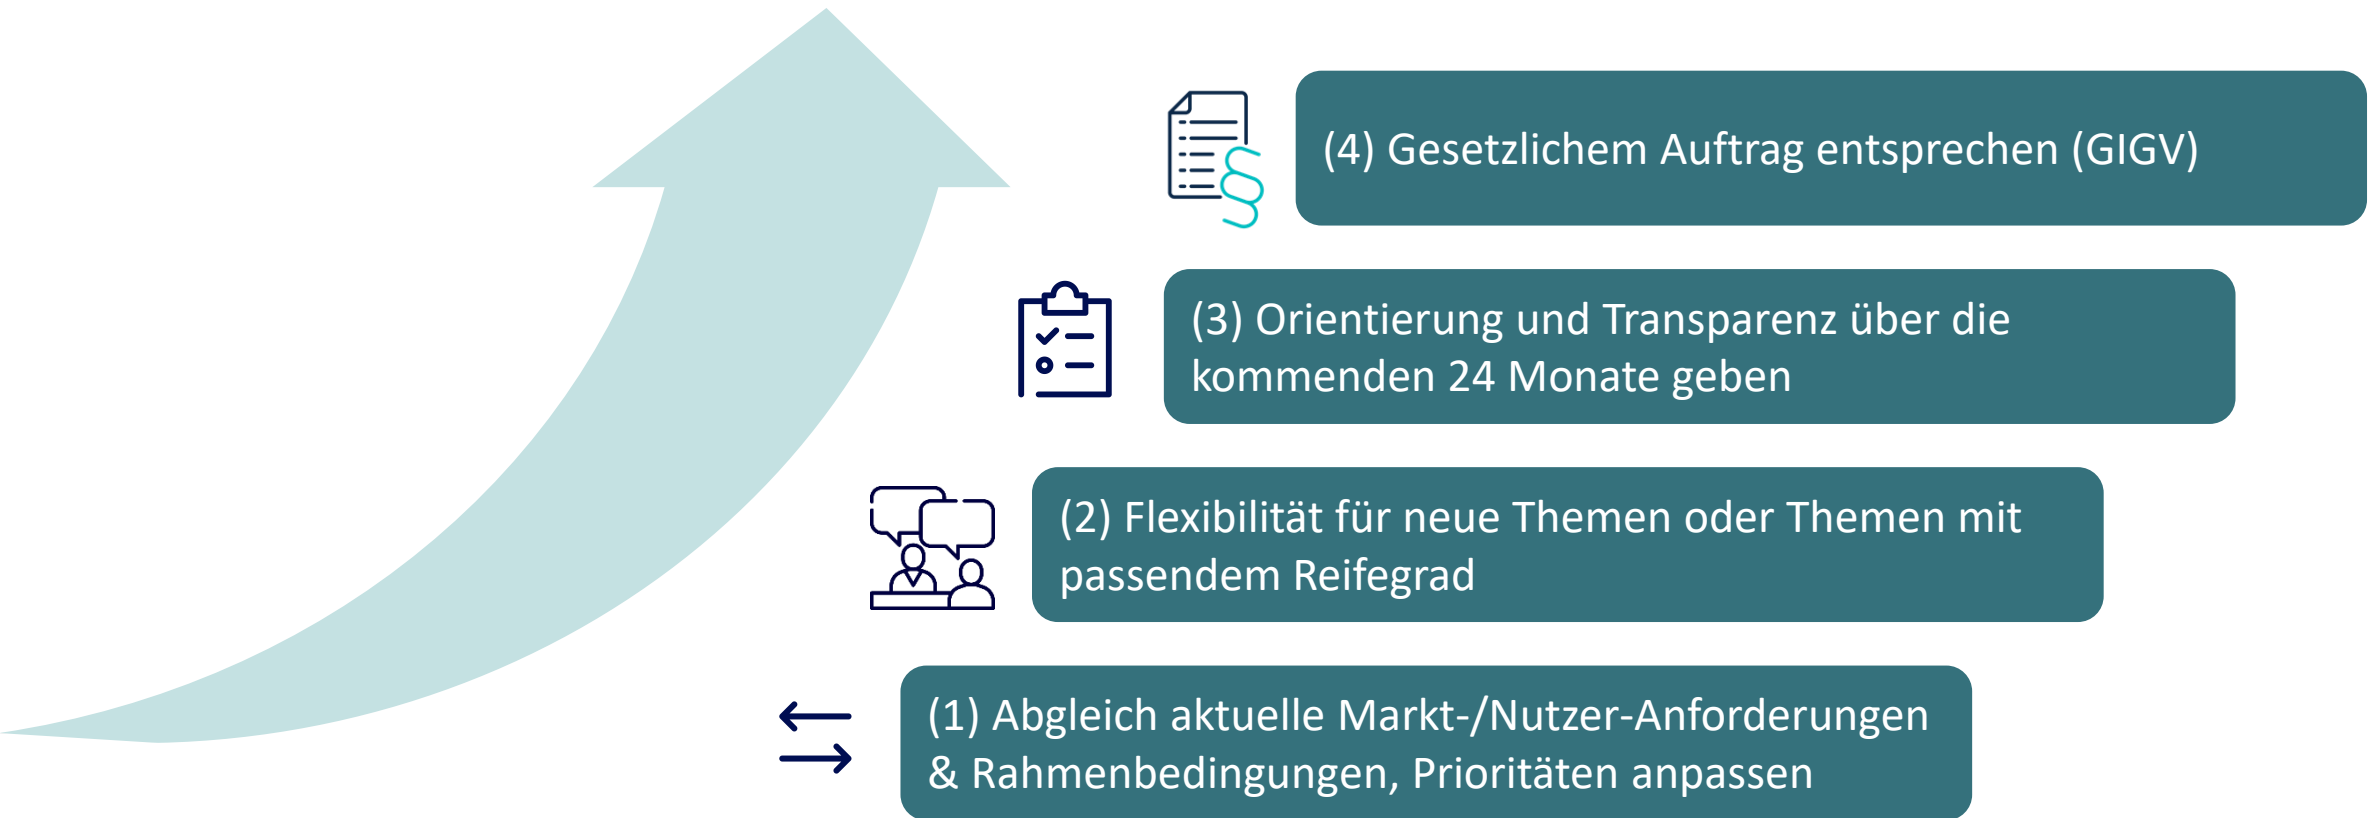 (4) Gesetzlichem Auftrag entsprechen (GIGV)
(3) Orientierung und Transparenz über die
kommenden 24 Monate geben
(2) Flexibilität für neue Themen oder Themen mit
passendem Reifegrad
(1) Abgleich aktuelle Markt-/Nutzer-Anforderungen
& Rahmenbedingungen, Prioritäten anpassen